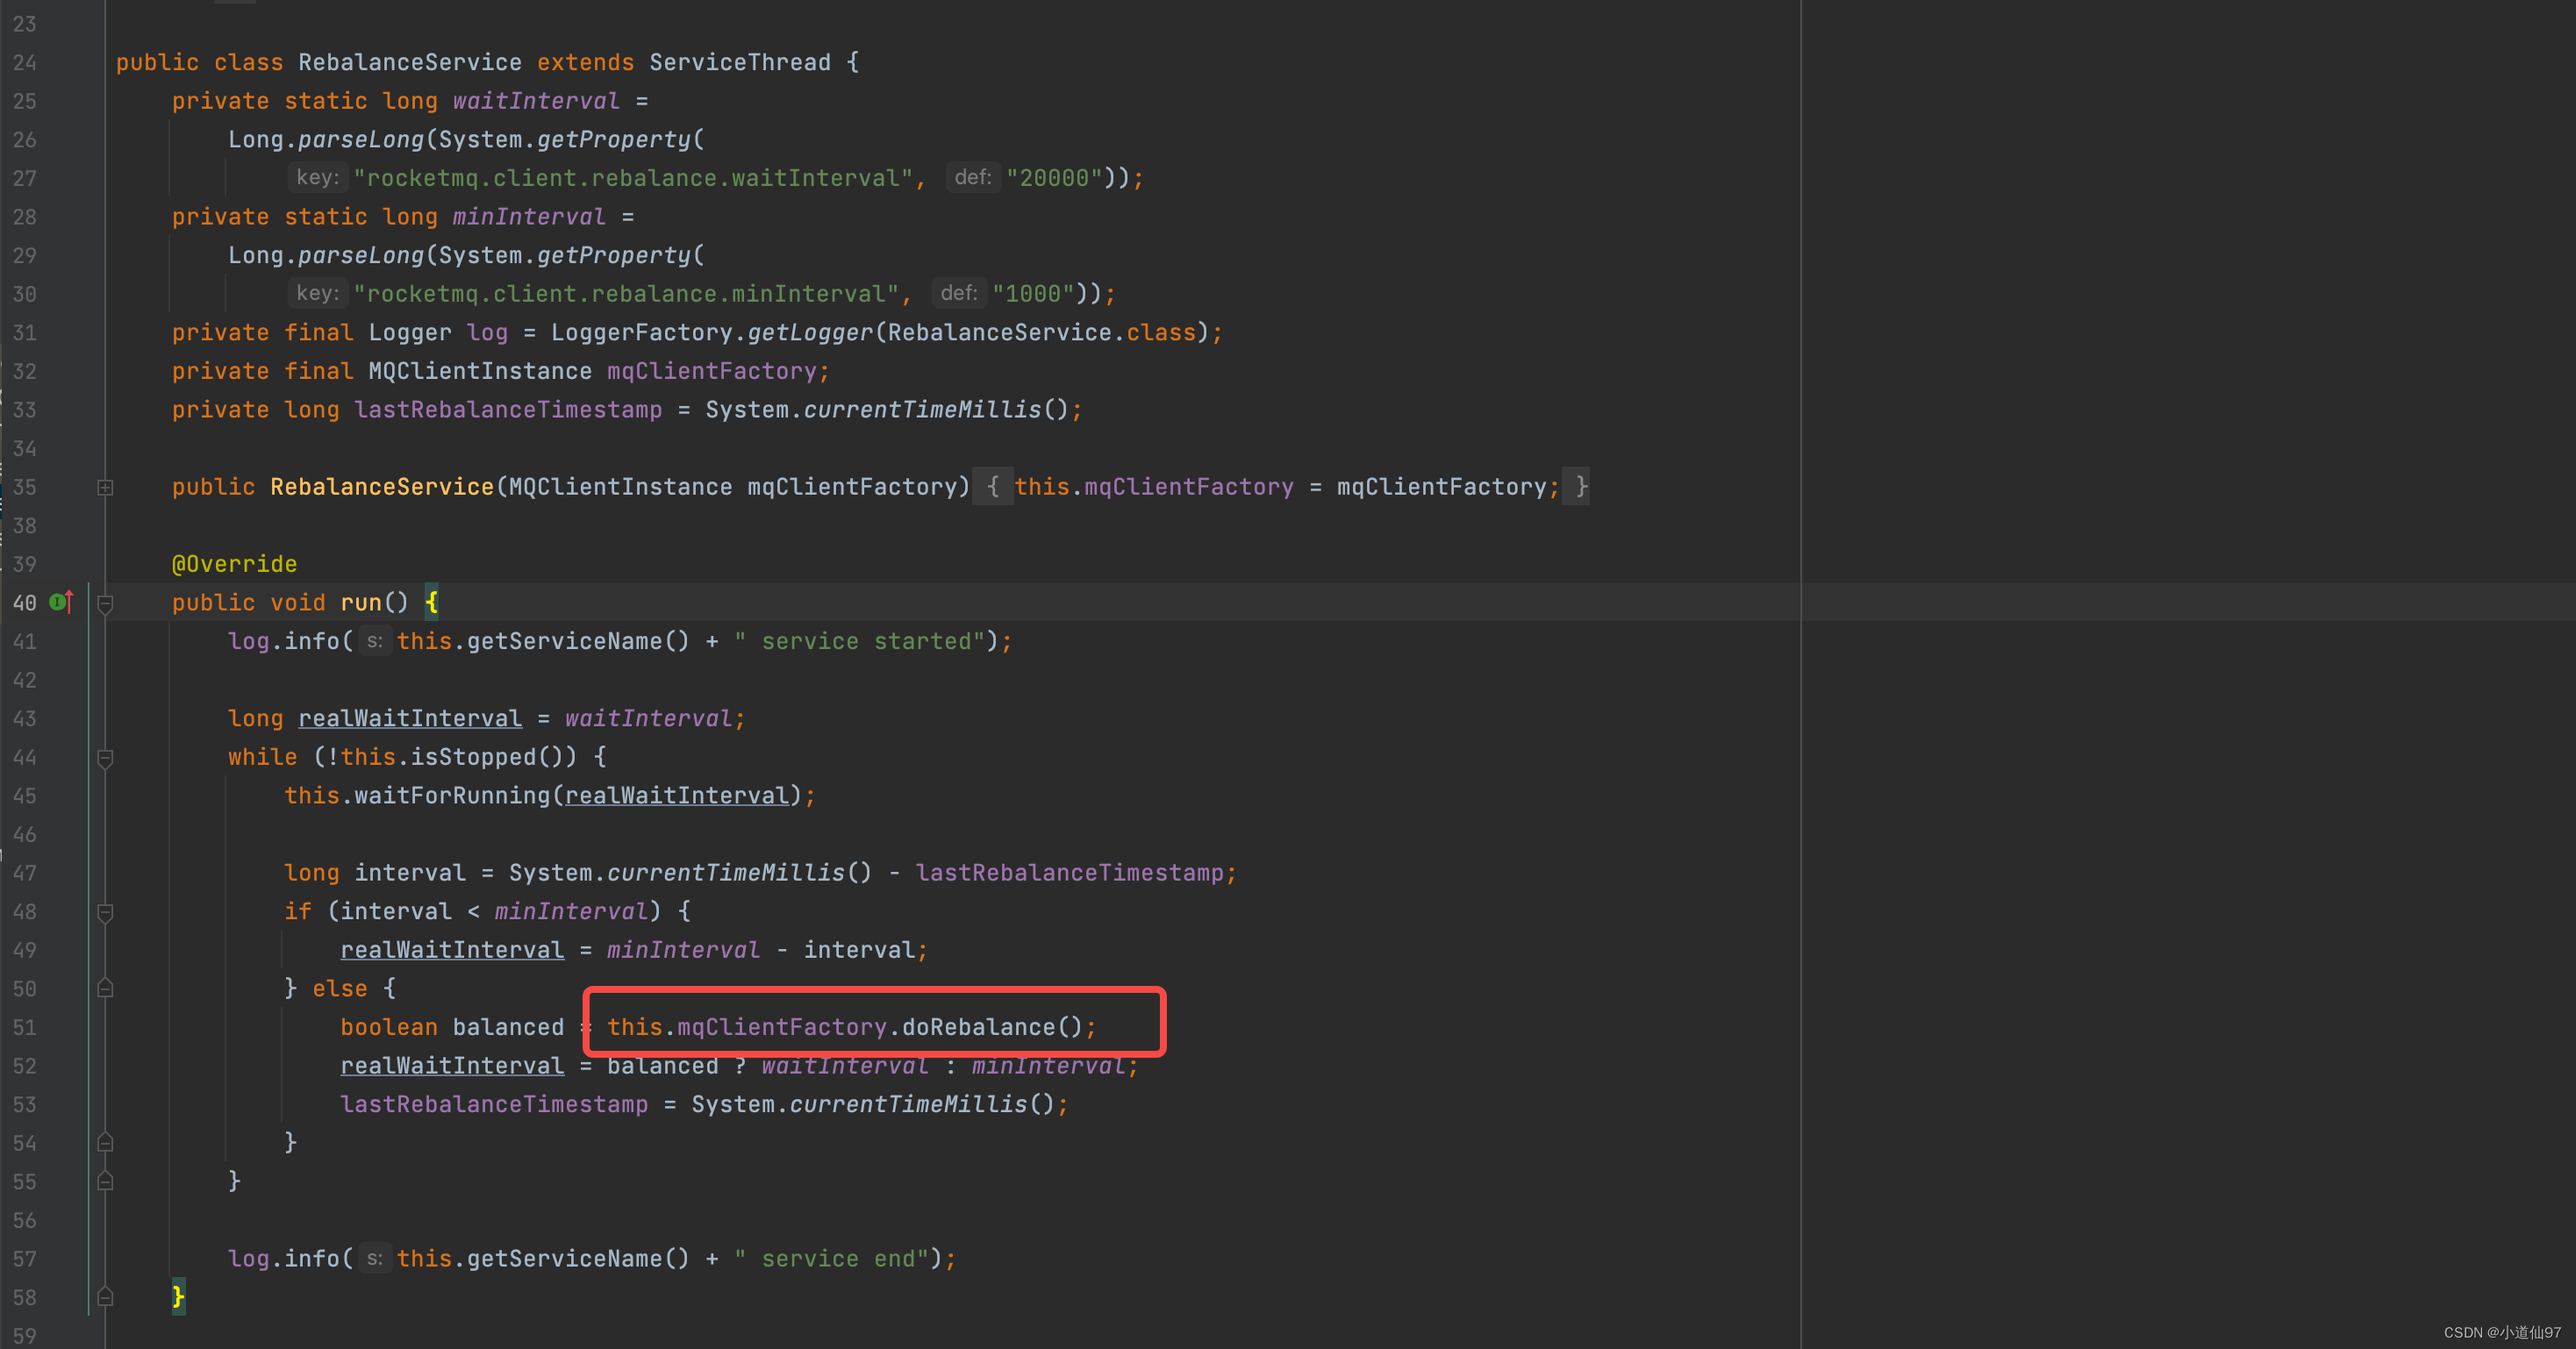 23
24 public class RebalanceService extends ServiceThread {
25 private static long waitInterval =
26 Long.parseLong(System.getProperty(
27 key: "rocketmq.client.rebalance.waitInterval", def: "20000"));
28 private static long minInterval =
29 Long.parseLong(System.getProperty(
30 key: "rocketmq.client.rebalance.minInterval", def: "1000"));
31 private final Logger log = LoggerFactory.getLogger(RebalanceService.class);
32 private final MQClientInstance mqClientFactory;
33 private long lastRebalanceTimestamp = System.currentTimeMillis();
34
35 public RebalanceService(MQClientInstance mqClientFactory) { this.mqClientFactory = mqClientFactory; }
38
39 @Override
40 public void run() {
41 log.info( s: this.getServiceName() + " service started");
42
43 long realWaitInterval = waitInterval;
44 while (!this.isStopped()) {
45 this.waitForRunning(realWaitInterval);
46
47 long interval = System.currentTimeMillis() - lastRebalanceTimestamp;
48 if (interval < minInterval) {
49 realWaitInterval = minInterval - interval;
50 } else {
51 boolean balanced = this.mqClientFactory.doRebalance();
52 realWaitInterval = balanced ? waitInterval : minInterval;
53 lastRebalanceTimestamp = System.currentTimeMillis();
54 }
55 }
56
57 log.info( s: this.getServiceName() + " service end");
58 }
59
CSDN @小道仙97